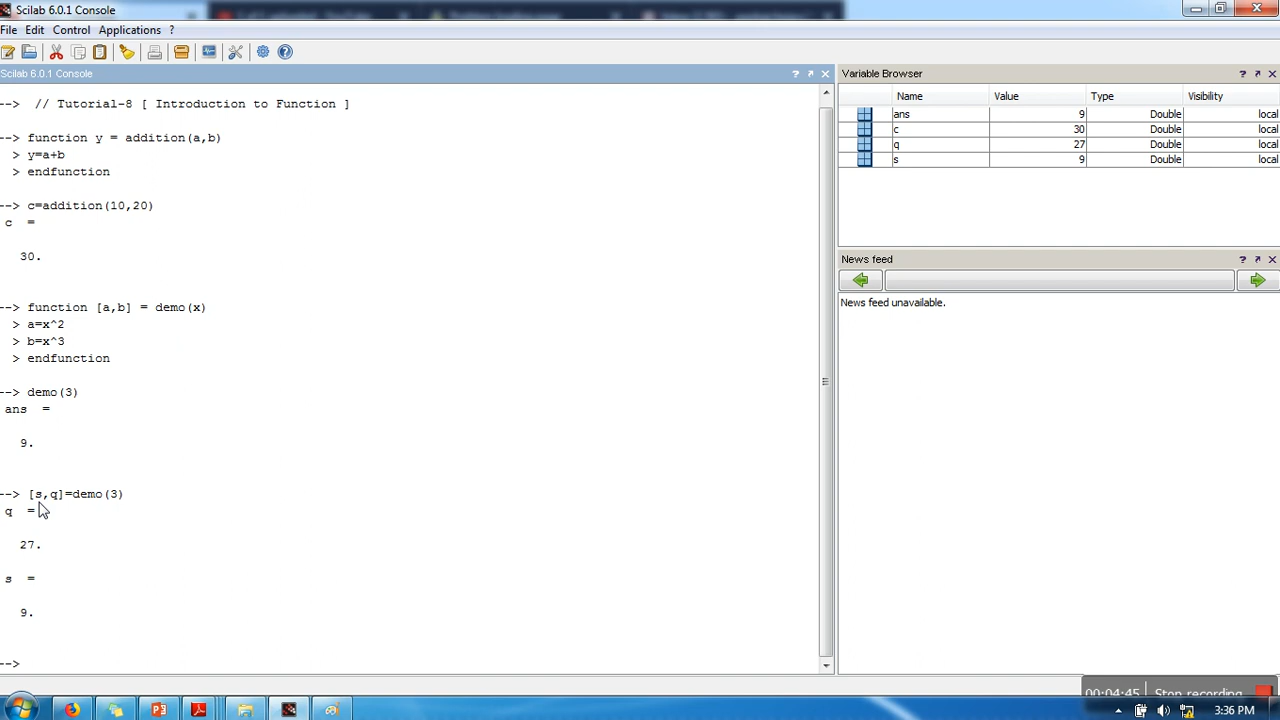 Scilab 6.0.1 Console
File Edit Control Applications ?
Scilab 6.0.1 Console
--> // Tutorial-8 [ Introduction to Function ]
--> function y = addition(a,b)
> y=a+b
> endfunction
--> c=addition(10,20)
c =
30.
--> function [a,b] = demo(x)
> a=x^2
> b=x^3
> endfunction
--> demo(3)
ans =
9.
--> [s,q]=demo(3)
q =
27.
s =
9.
-->
Variable Browser
Name Value Type Visibility
ans 9 Double local
c 30 Double local
q 27 Double local
s 9 Double local
News feed
News feed unavailable.
00:04:45 Stop recording
3:36 PM